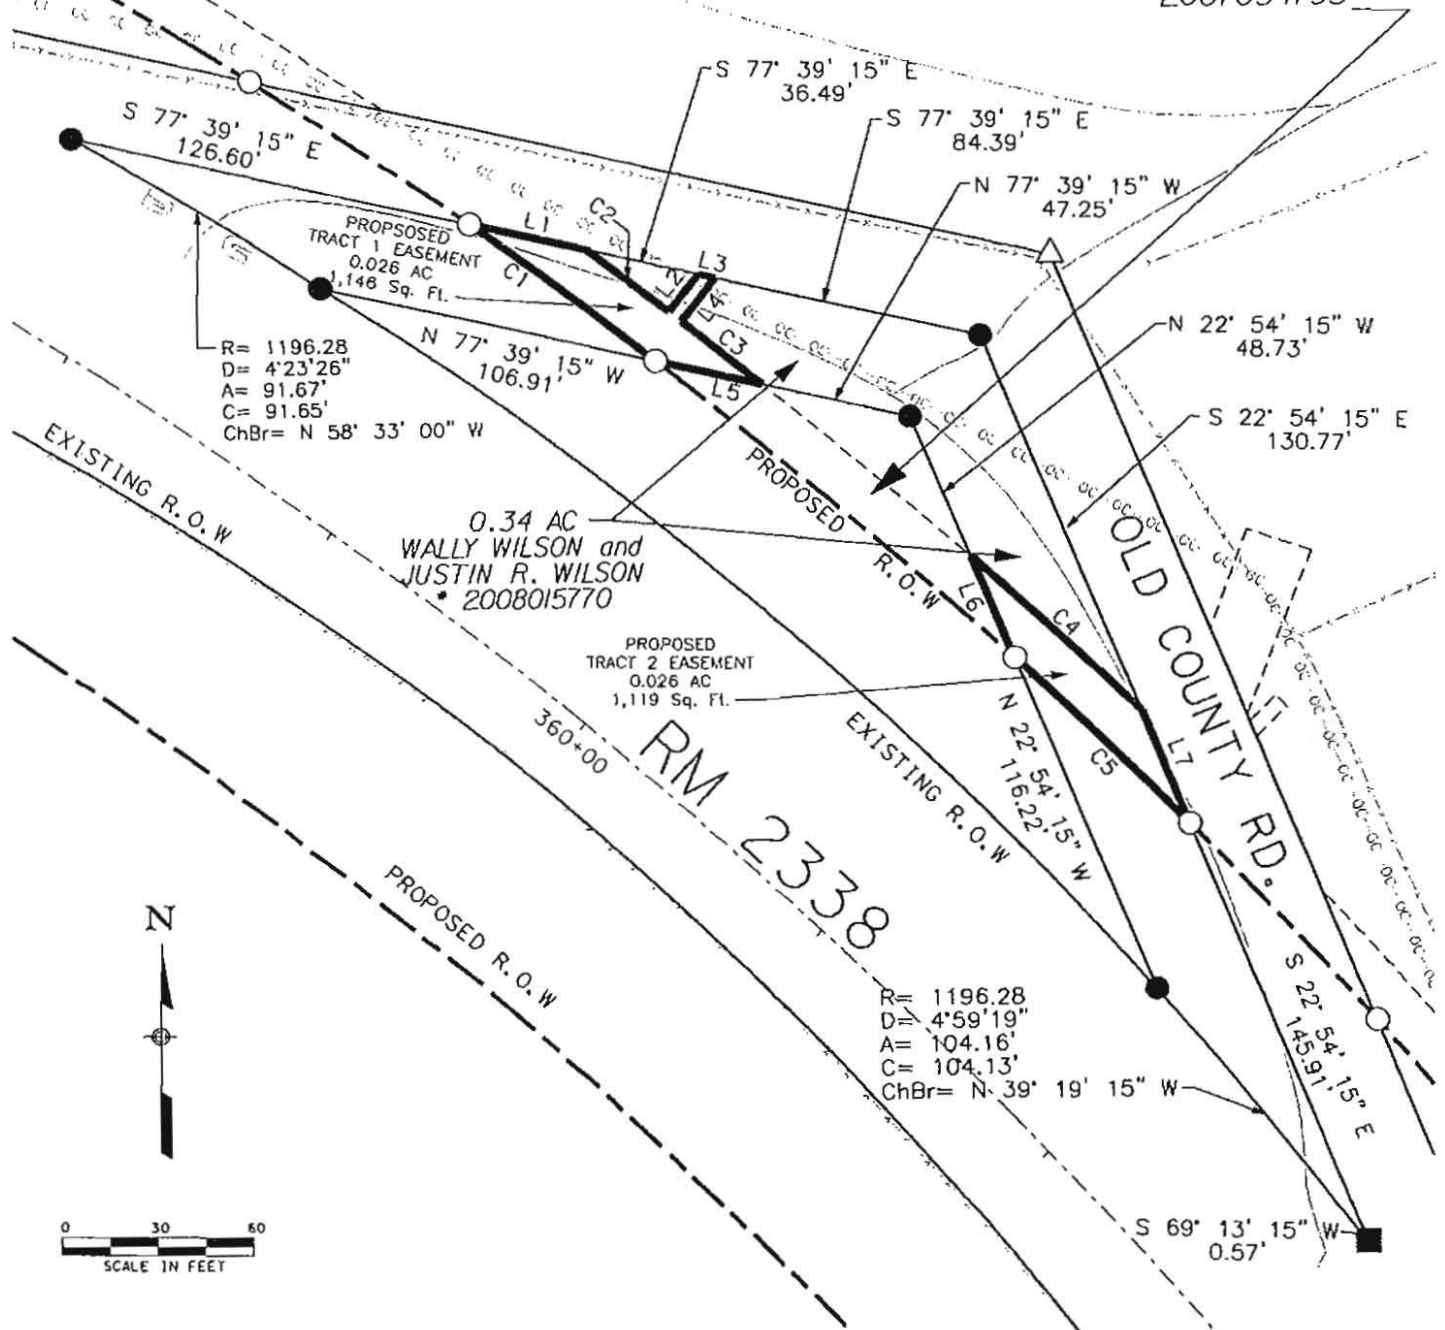 S 77° 39' 15" E
36.49'
S 77° 39' 15" E
126.60'
S 77° 39' 15" E
84.39'
N 77° 39' 15" W
47.25'
L1
C2
PROPSOSED
TRACT 1 EASEMENT
0.026 AC
1,146 Sq. Ft.
C1
L2
L3
L4
C3
L5
N 77° 39' 15" W
106.91'
R= 1196.28
D= 4°23'26"
A= 91.67'
C= 91.65'
ChBr= N 58° 33' 00" W
N 22° 54' 15" W
48.73'
S 22° 54' 15" E
130.77'
EXISTING R.O.W
PROPOSED
R.O.W
0.34 AC
WALLY WILSON and
JUSTIN R. WILSON
* 2008015770
L6
C4
OLD COUNTY RD.
PROPOSED
TRACT 2 EASEMENT
0.026 AC
1,119 Sq. Ft.
C5
L7
N 22° 54' 15" W
116.22'
EXISTING R.O.W
360+00
RM 2338
PROPOSED R.O.W
N
R= 1196.28
D= 4°59'19"
A= 104.16'
C= 104.13'
ChBr= N 39° 19' 15" W
S 22° 54' 15" E
145.91'
S 69° 13' 15" W
0.57'
0 30 60
SCALE IN FEET